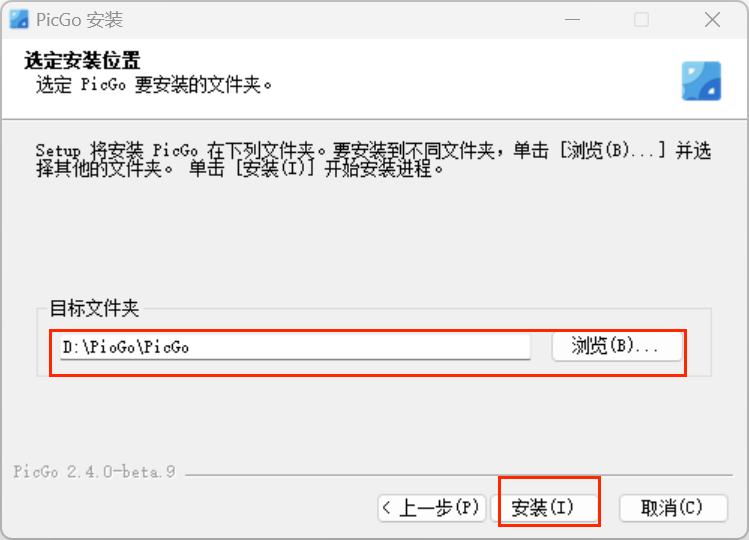 PicGo 安装
选定安装位置
选定 PicGo 要安装的文件夹。
Setup 将安装 PicGo 在下列文件夹。要安装到不同文件夹，单击 [浏览(B)...] 并选
择其他的文件夹。 单击 [安装(I)] 开始安装进程。
目标文件夹
D:\PioGo\PicGo
浏览(B)...
PicGo 2.4.0-beta.9
< 上一步(P)
安装(I)
取消(C)